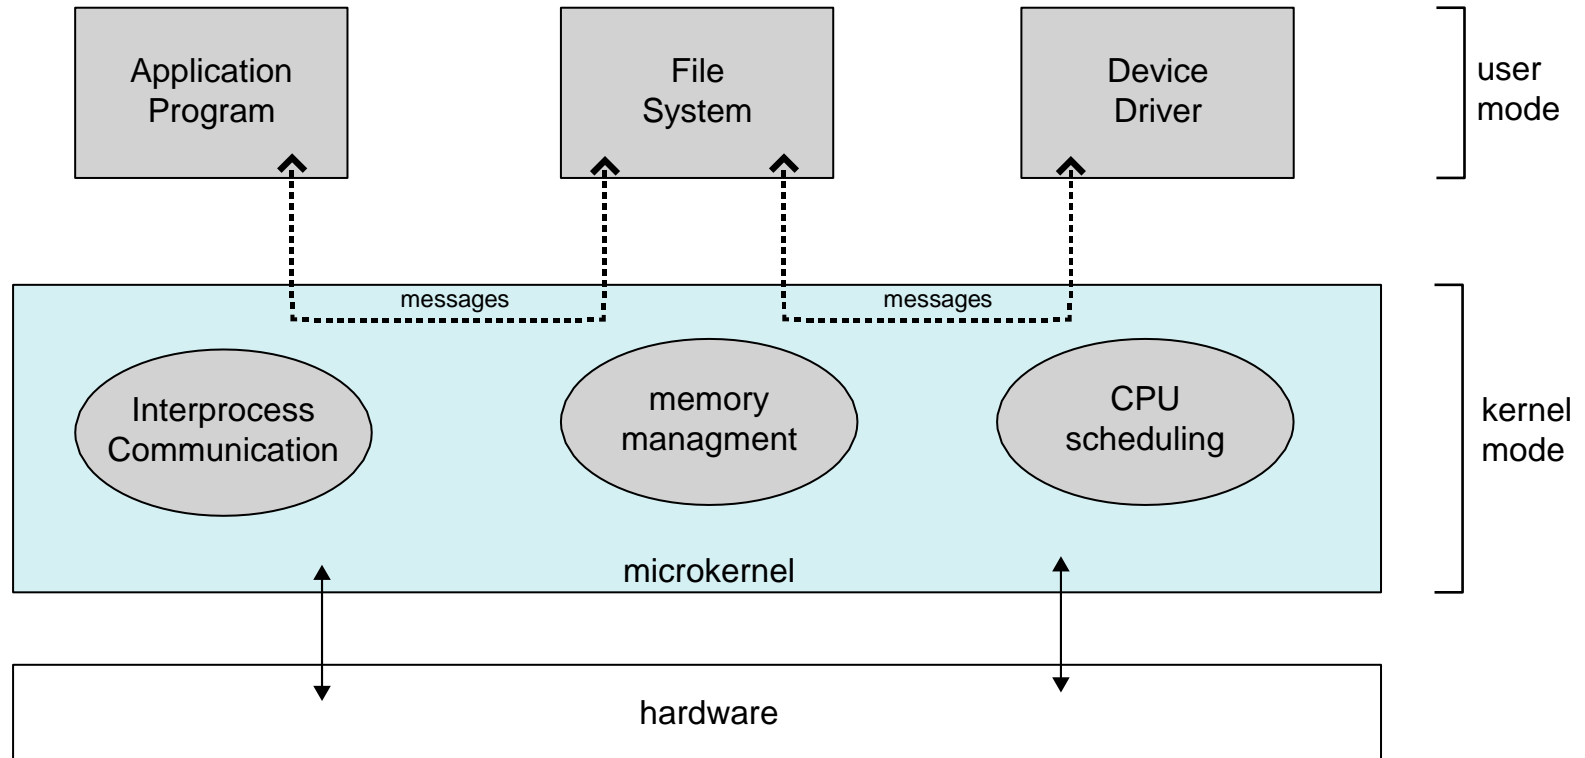 Application
Program
File
System
Device
Driver
user
mode
messages
messages
Interprocess
Communication
memory
managment
CPU
scheduling
kernel
mode
microkernel
hardware